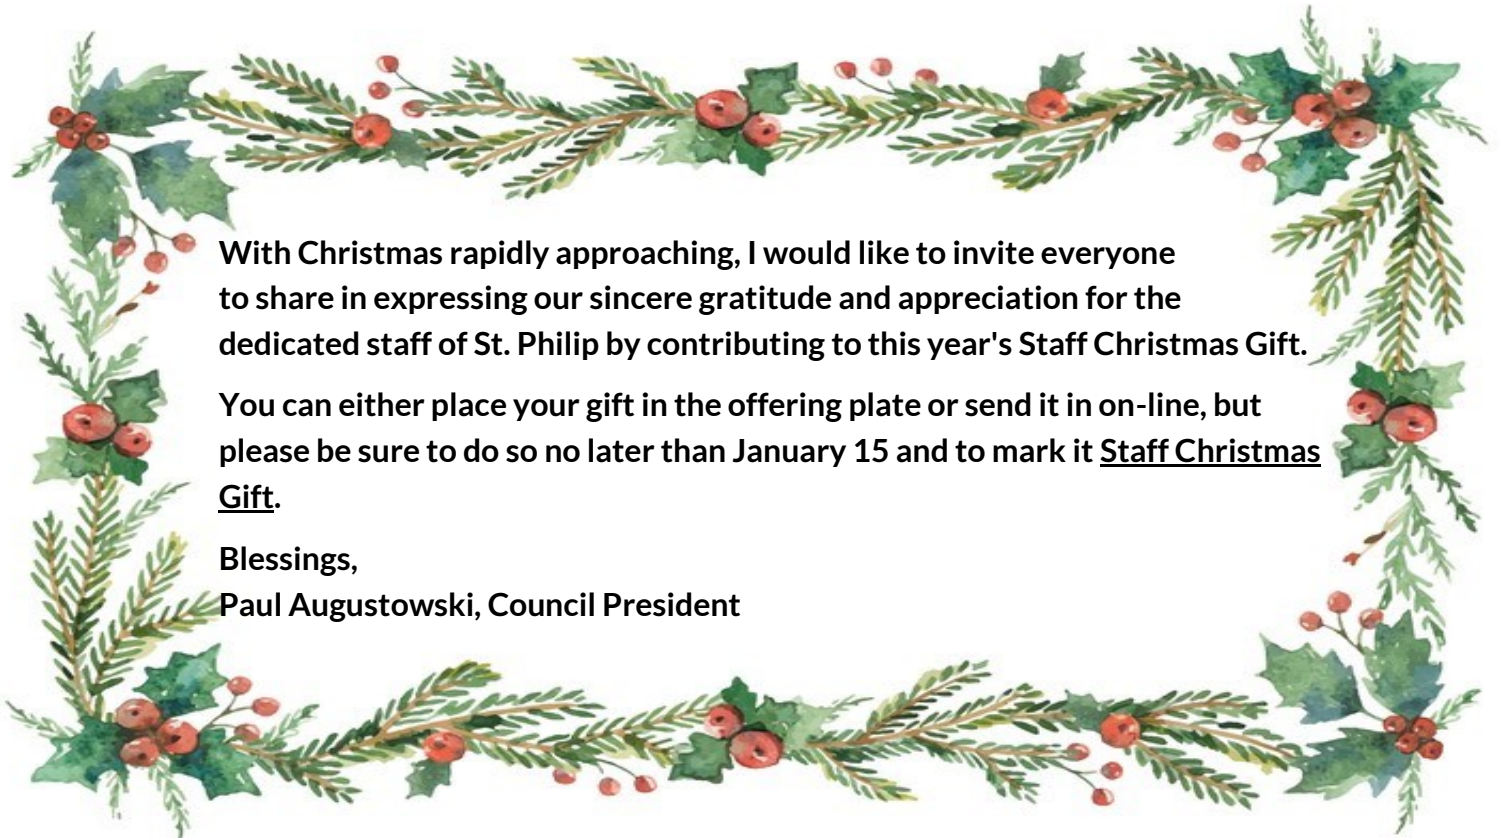 With Christmas rapidly approaching, I would like to invite everyone
to share in expressing our sincere gratitude and appreciation for the
dedicated staff of St. Philip by contributing to this year's Staff Christmas Gift.
You can either place your gift in the offering plate or send it in on-line, but
please be sure to do so no later than January 15 and to mark it Staff Christmas
Gift.
Blessings,
Paul Augustowski, Council President